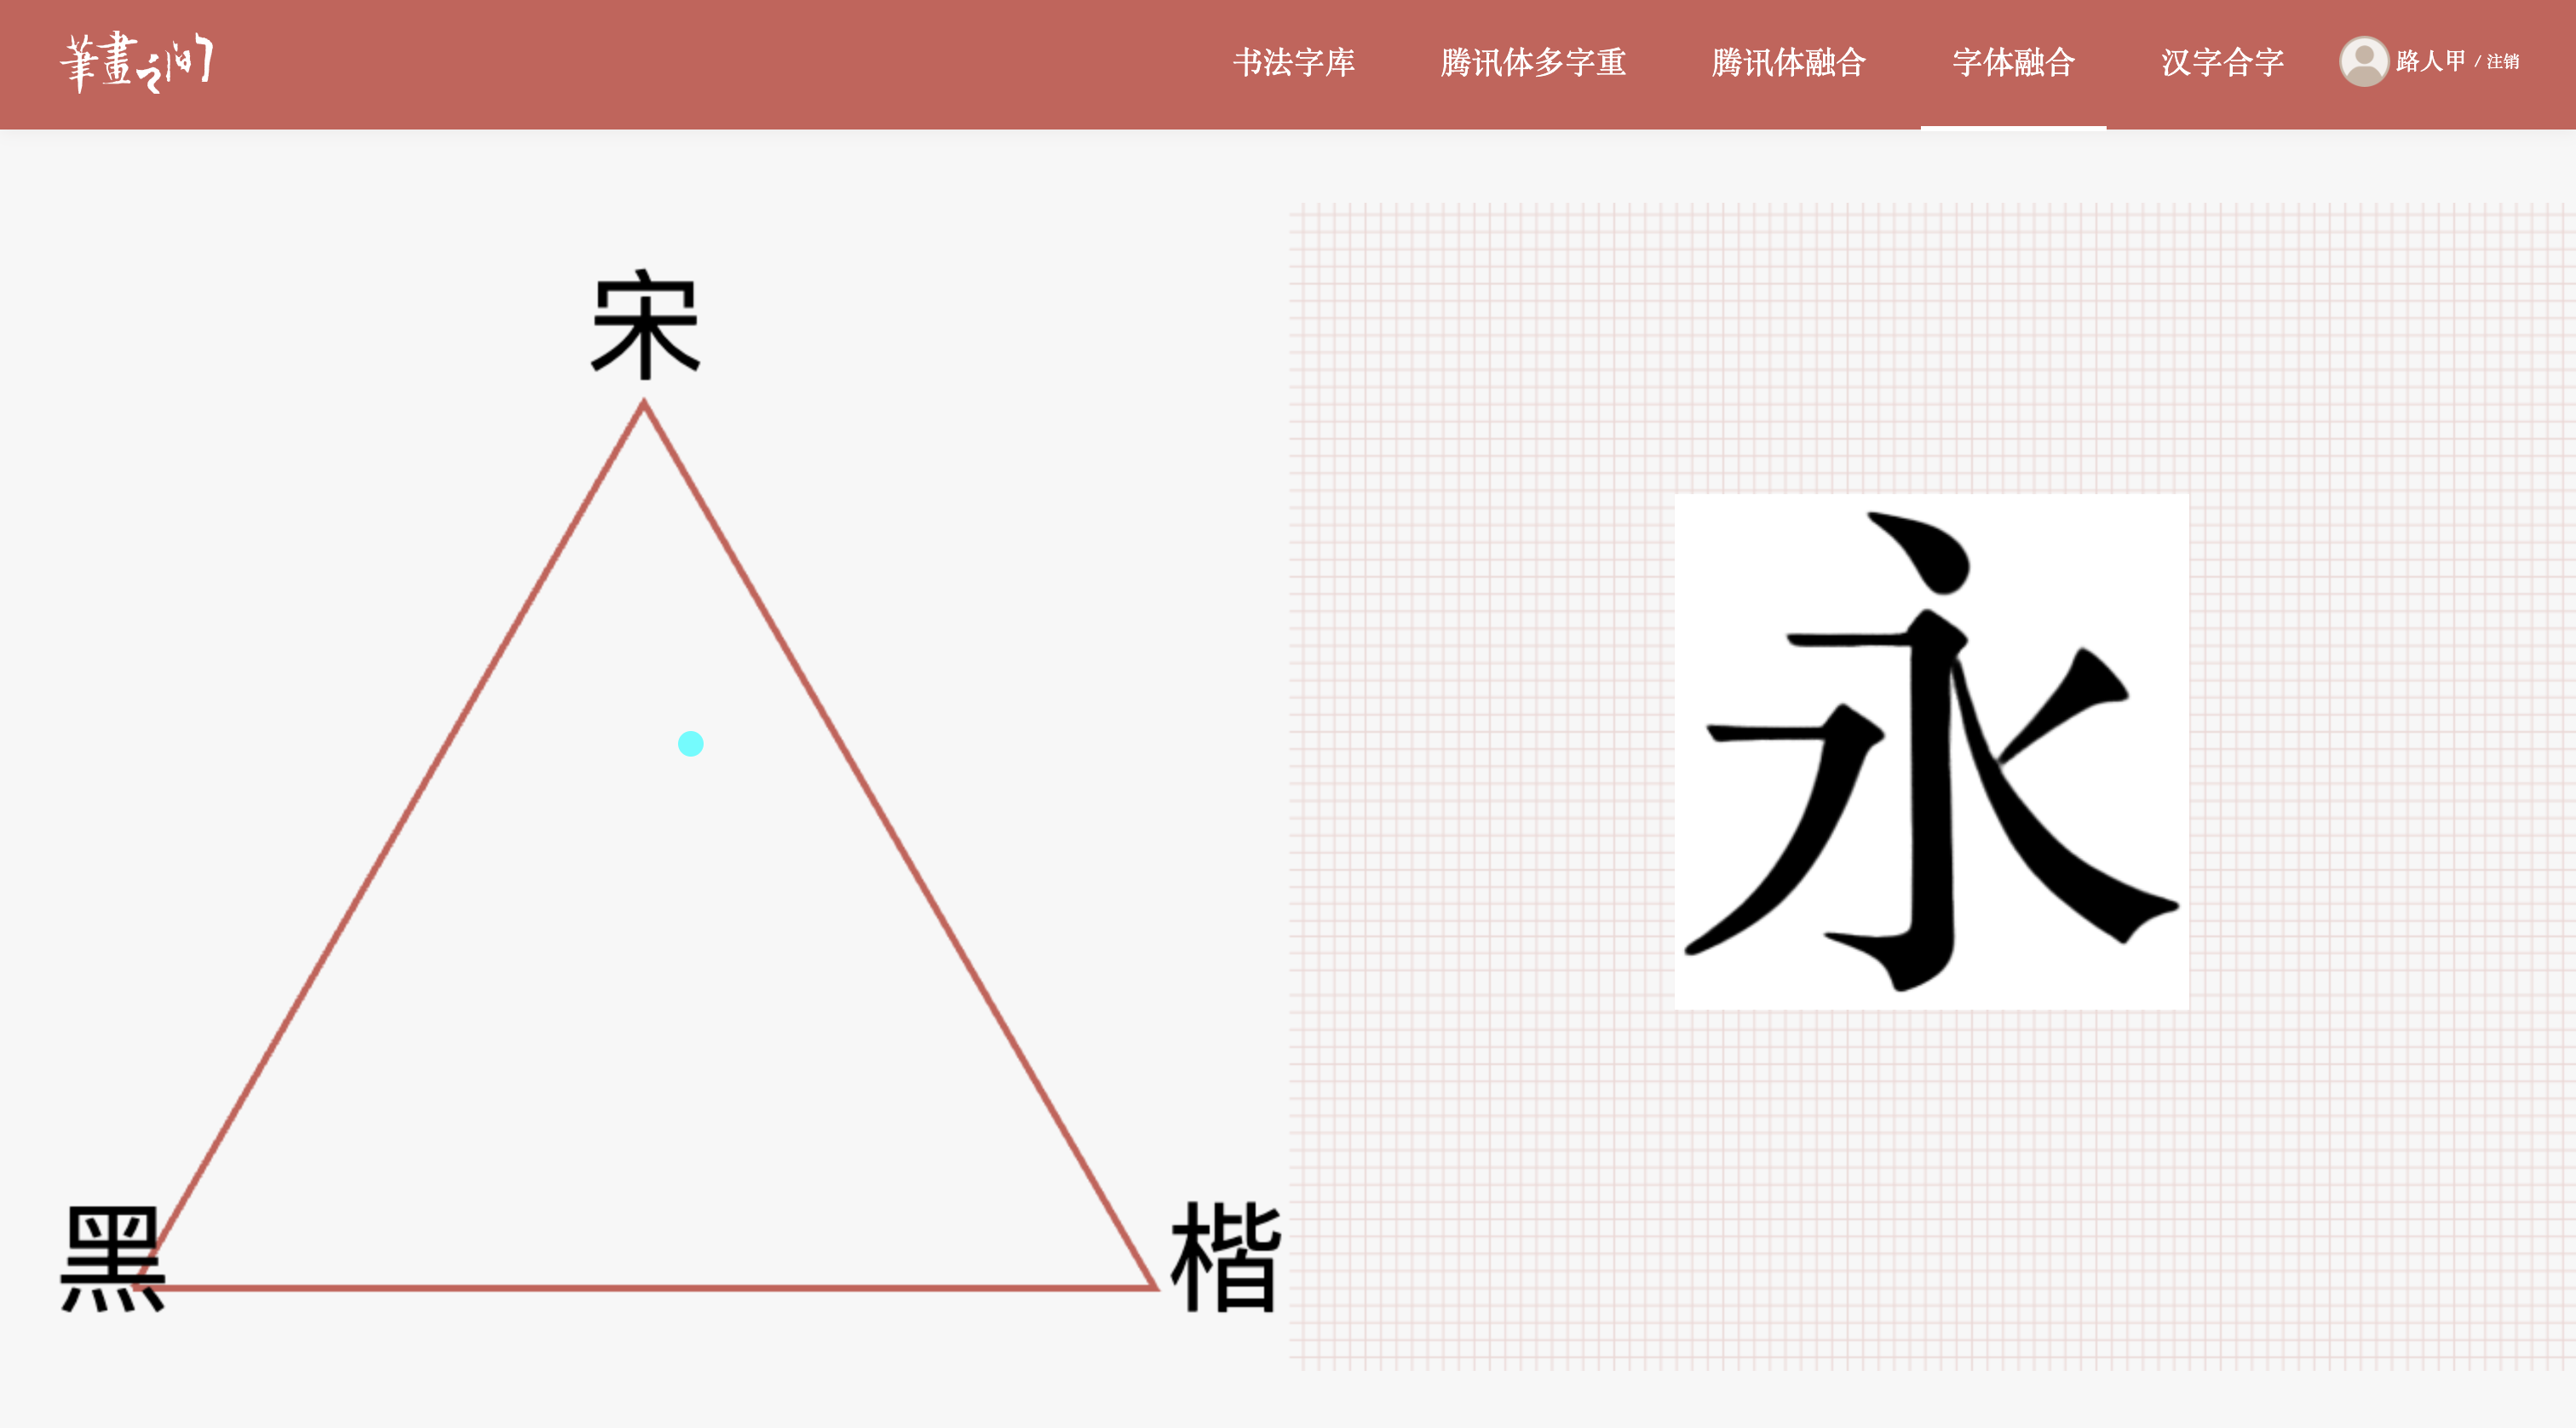 筆畫之间
书法字库 腾讯体多字重 腾讯体融合 字体融合 汉字合字 路人甲 / 注销
宋
永
黑 楷